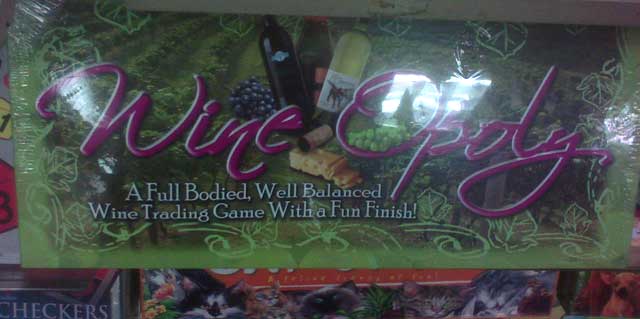 Wine Opoly
A Full Bodied, Well Balanced
Wine Trading Game With a Fun Finish!
CHECKERS